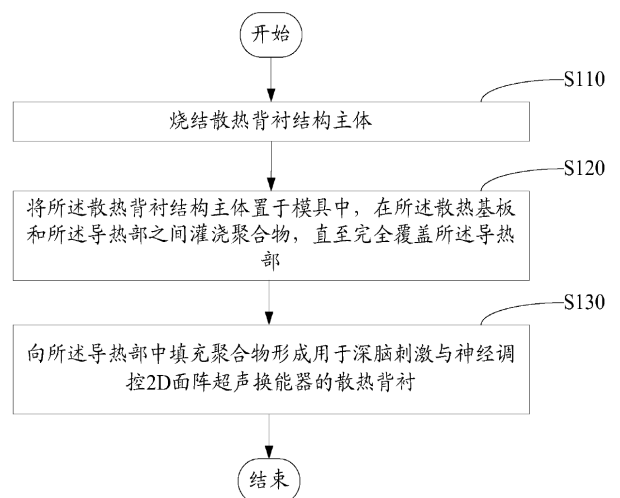 开始
S110
烧结散热背衬结构主体
S120
将所述散热背衬结构主体置于模具中，在所述散热基板
和所述导热部之间灌浇聚合物，直至完全覆盖所述导热
部
S130
向所述导热部中填充聚合物形成用于深脑刺激与神经调
控2D面阵超声换能器的散热背衬
结束